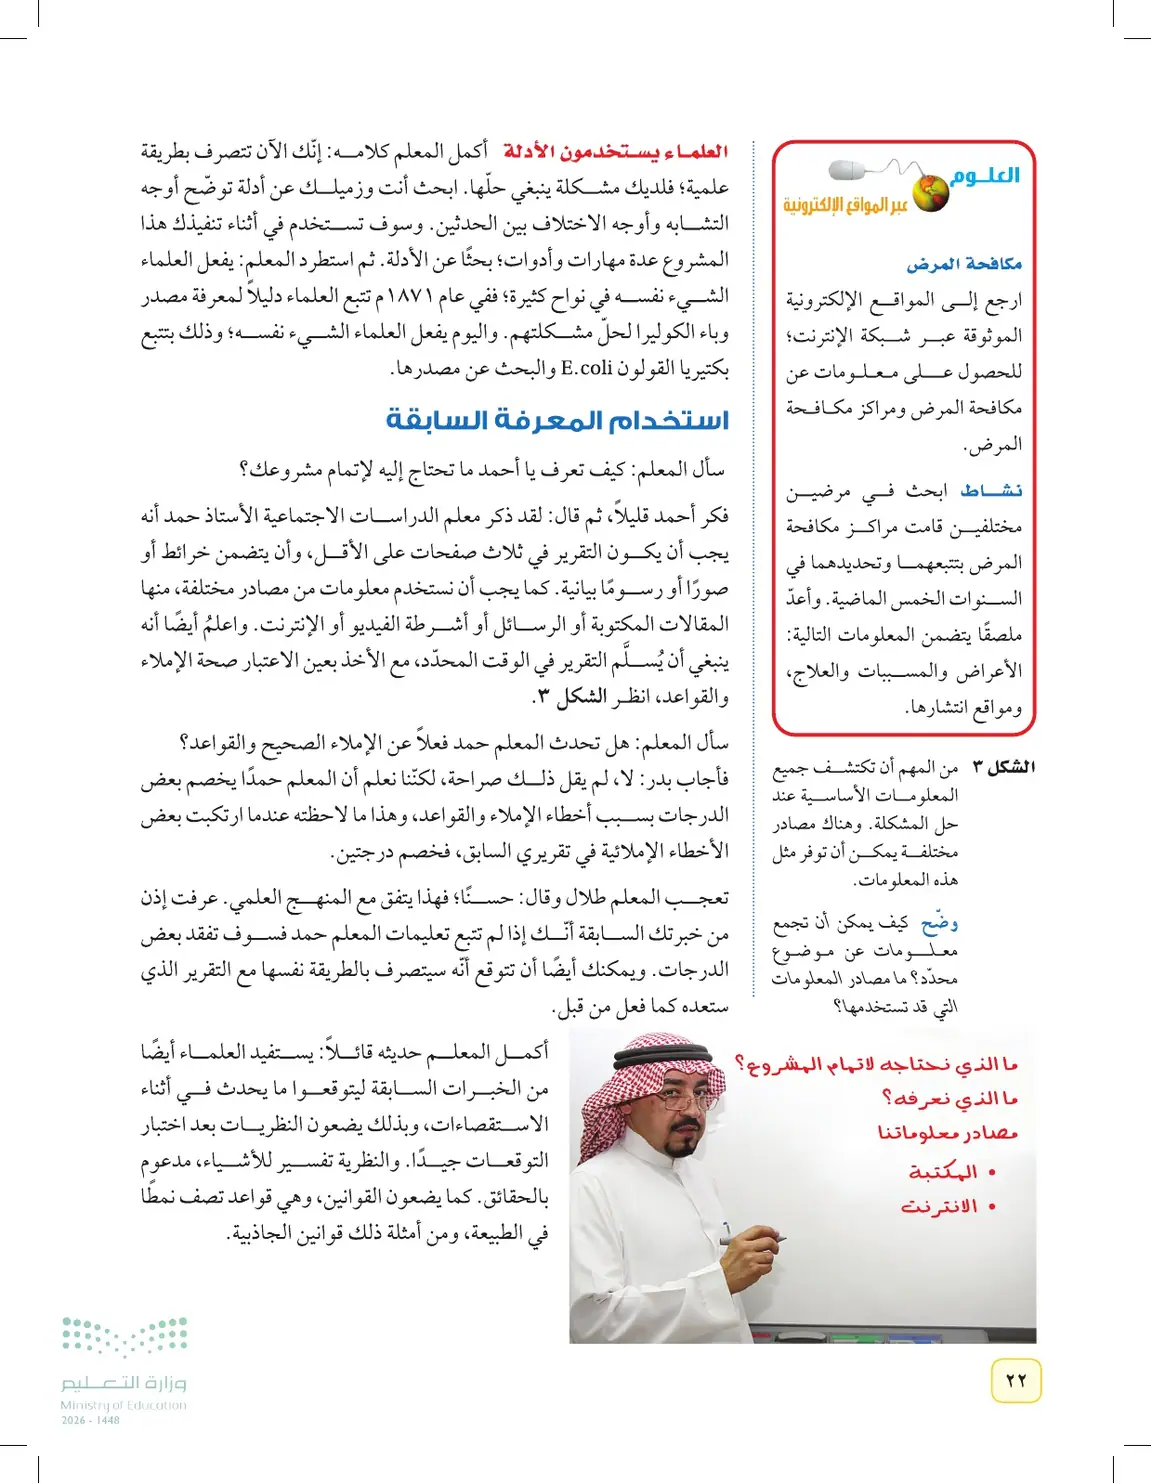 العلماء يستخدمون الأدلة أكمل المعلم كلامه: إنّك الآن تتصرف بطريقة
علمية؛ فلديك مشكلة ينبغي حلّها. ابحث أنت وزميلك عن أدلة توضّح أوجه
التشابه وأوجه الاختلاف بين الحدثين. وسوف تستخدم في أثناء تنفيذك هذا
المشروع عدة مهارات وأدوات؛ بحثًا عن الأدلة. ثم استطرد المعلم: يفعل العلماء
الشيء نفسه في نواح كثيرة؛ ففي عام ١٨٧١م تتبع العلماء دليلاً لمعرفة مصدر
وباء الكوليرا لحلّ مشكلتهم. واليوم يفعل العلماء الشيء نفسه؛ وذلك بتتبع
بكتيريا القولون E.coli والبحث عن مصدرها.
استخدام المعرفة السابقة
سأل المعلم: كيف تعرف يا أحمد ما تحتاج إليه لإتمام مشروعك؟
فكر أحمد قليلاً، ثم قال: لقد ذكر معلم الدراسات الاجتماعية الأستاذ حمد أنه
يجب أن يكون التقرير في ثلاث صفحات على الأقل، وأن يتضمن خرائط أو
صورًا أو رسومًا بيانية. كما يجب أن نستخدم معلومات من مصادر مختلفة، منها
المقالات المكتوبة أو الرسائل أو أشرطة الفيديو أو الإنترنت. واعلمُ أيضًا أنه
ينبغي أن يُسلَّم التقرير في الوقت المحدّد، مع الأخذ بعين الاعتبار صحة الإملاء
والقواعد، انظر الشكل ٣.
سأل المعلم: هل تحدث المعلم حمد فعلاً عن الإملاء الصحيح والقواعد؟
فأجاب بدر: لا، لم يقل ذلك صراحة، لكنّنا نعلم أن المعلم حمدًا يخصم بعض
الدرجات بسبب أخطاء الإملاء والقواعد، وهذا ما لاحظته عندما ارتكبت بعض
الأخطاء الإملائية في تقريري السابق، فخصم درجتين.
تعجب المعلم طلال وقال: حسنًا؛ فهذا يتفق مع المنهج العلمي. عرفت إذن
من خبرتك السابقة أنّك إذا لم تتبع تعليمات المعلم حمد فسوف تفقد بعض
الدرجات. ويمكنك أيضًا أن تتوقع أنّه سيتصرف بالطريقة نفسها مع التقرير الذي
ستعده كما فعل من قبل.
أكمل المعلم حديثه قائلاً: يستفيد العلماء أيضًا
من الخبرات السابقة ليتوقعوا ما يحدث في أثناء
الاستقصاءات، وبذلك يضعون النظريات بعد اختبار
التوقعات جيدًا. والنظرية تفسير للأشياء، مدعوم
بالحقائق. كما يضعون القوانين، وهي قواعد تصف نمطًا
في الطبيعة، ومن أمثلة ذلك قوانين الجاذبية.
العلوم
عبر المواقع الإلكترونية
مكافحة المرض
ارجع إلى المواقع الإلكترونية
الموثوقة عبر شبكة الإنترنت؛
للحصول على معلومات عن
مكافحة المرض ومراكز مكافحة
المرض.
نشاط ابحث في مرضين
مختلفين قامت مراكز مكافحة
المرض بتتبعهما وتحديدهما في
السنوات الخمس الماضية. وأعدّ
ملصقًا يتضمن المعلومات التالية:
الأعراض والمسببات والعلاج،
ومواقع انتشارها.
الشكل ٣ من المهم أن تكتشف جميع
المعلومات الأساسية عند
حل المشكلة. وهناك مصادر
مختلفة يمكن أن توفر مثل
هذه المعلومات.
وضّح كيف يمكن أن تجمع
معلومات عن موضوع
محدّد؟ ما مصادر المعلومات
التي قد تستخدمها؟
ما الذي نحتاجه لاتمام المشروع؟
ما الذي نعرفه؟
مصادر معلوماتنا
• المكتبة
• الانترنت
وزارة التعليم
Ministry of Education
2026 - 1448
٢٢